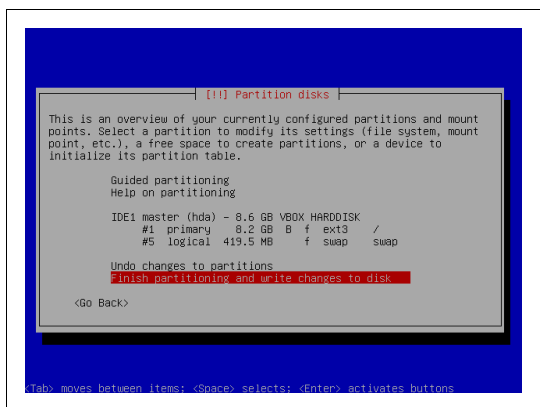 [!!] Partition disks
This is an overview of your currently configured partitions and mount
points. Select a partition to modify its settings (file system, mount
point, etc.), a free space to create partitions, or a device to
initialize its partition table.
Guided partitioning
Help on partitioning
IDE1 master (hda) - 8.6 GB VBOX HARDDISK
#1 primary 8.2 GB B f ext3 /
#5 logical 419.5 MB f swap swap
Undo changes to partitions
Finish partitioning and write changes to disk
<Go Back>
<Tab> moves between items; <Space> selects; <Enter> activates buttons